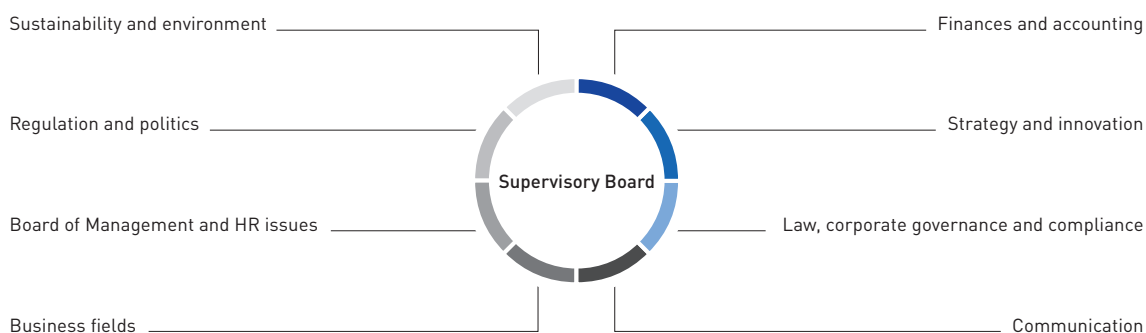 Sustainability and environment
Finances and accounting
Regulation and politics
Strategy and innovation
Supervisory Board
Board of Management and HR issues
Law, corporate governance and compliance
Business fields
Communication